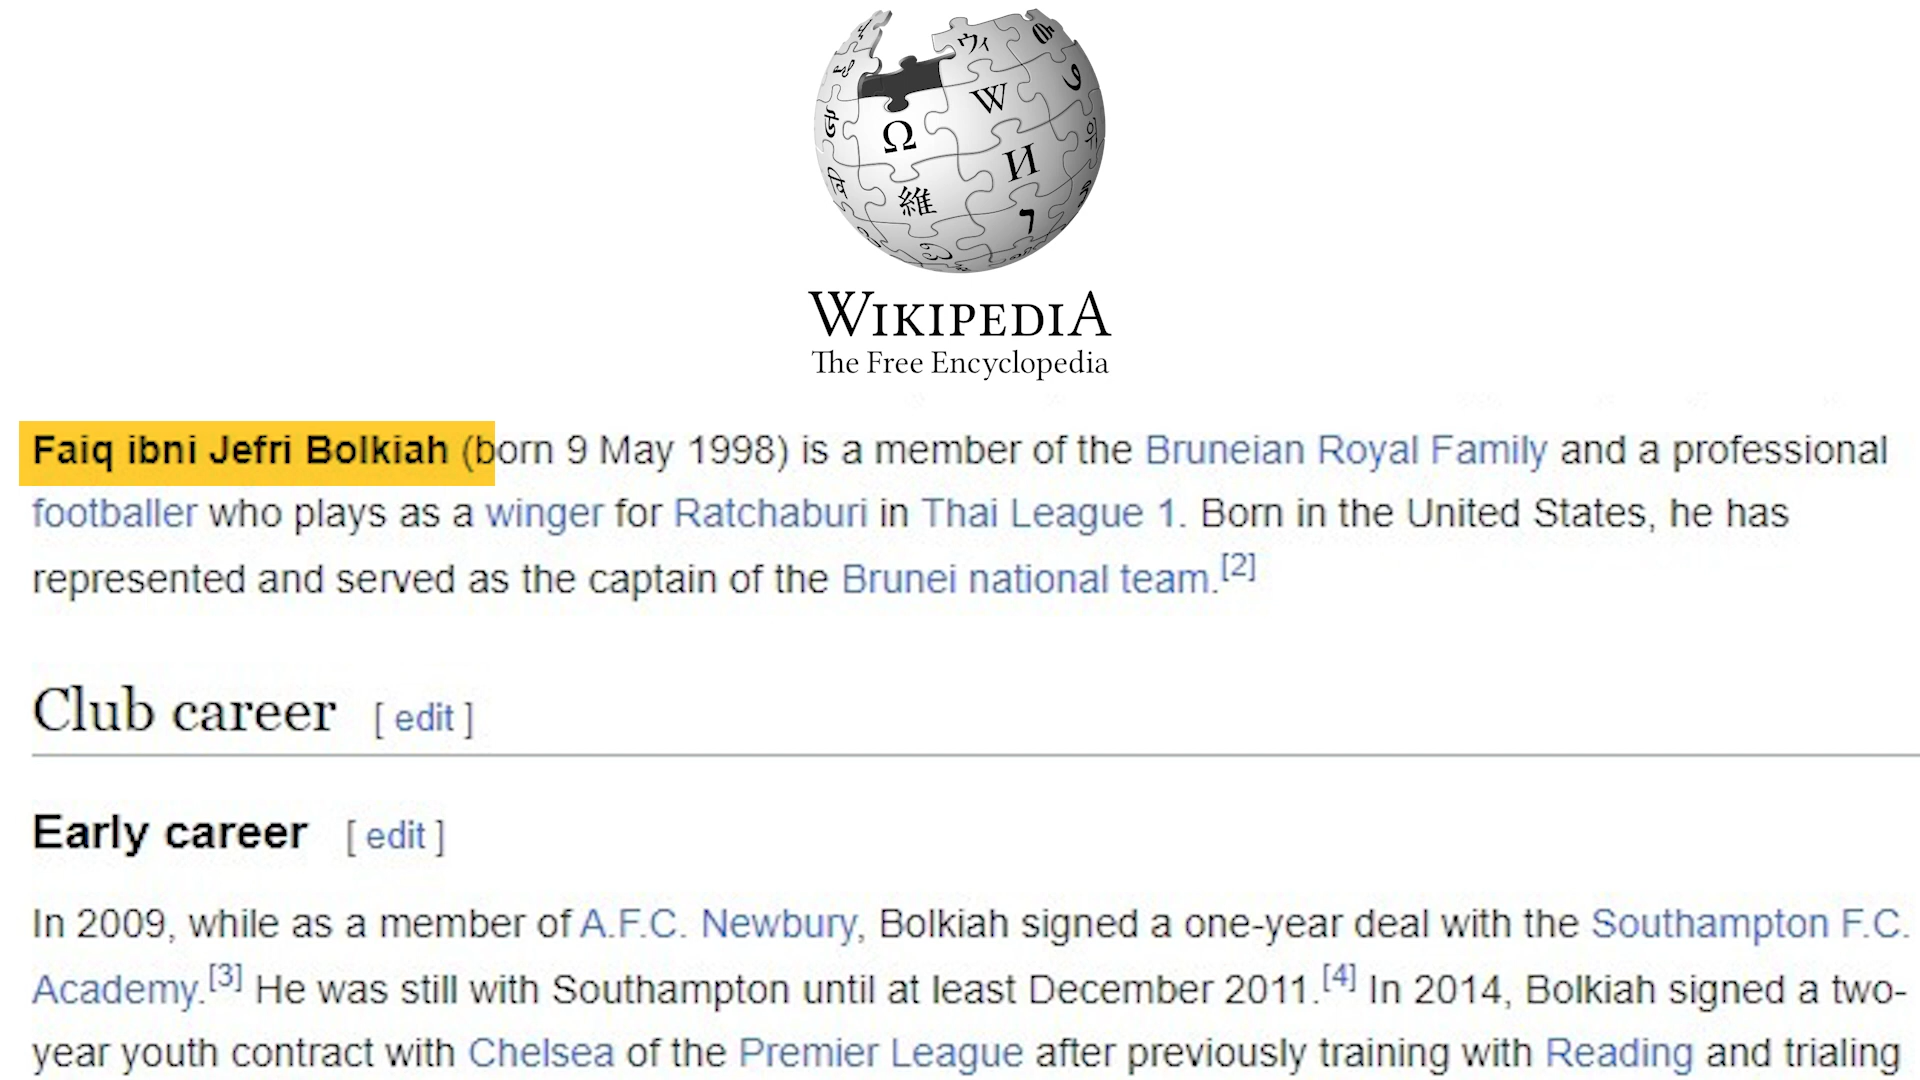 ウィ
W
Ω
И
維
WIKIPEDIA
The Free Encyclopedia
Faiq ibni Jefri Bolkiah (born 9 May 1998) is a member of the Bruneian Royal Family and a professional
footballer who plays as a winger for Ratchaburi in Thai League 1. Born in the United States, he has
represented and served as the captain of the Brunei national team.[2]
Club career [ edit ]
Early career [ edit ]
In 2009, while as a member of A.F.C. Newbury, Bolkiah signed a one-year deal with the Southampton F.C.
Academy.[3] He was still with Southampton until at least December 2011.[4] In 2014, Bolkiah signed a two-
year youth contract with Chelsea of the Premier League after previously training with Reading and trialing